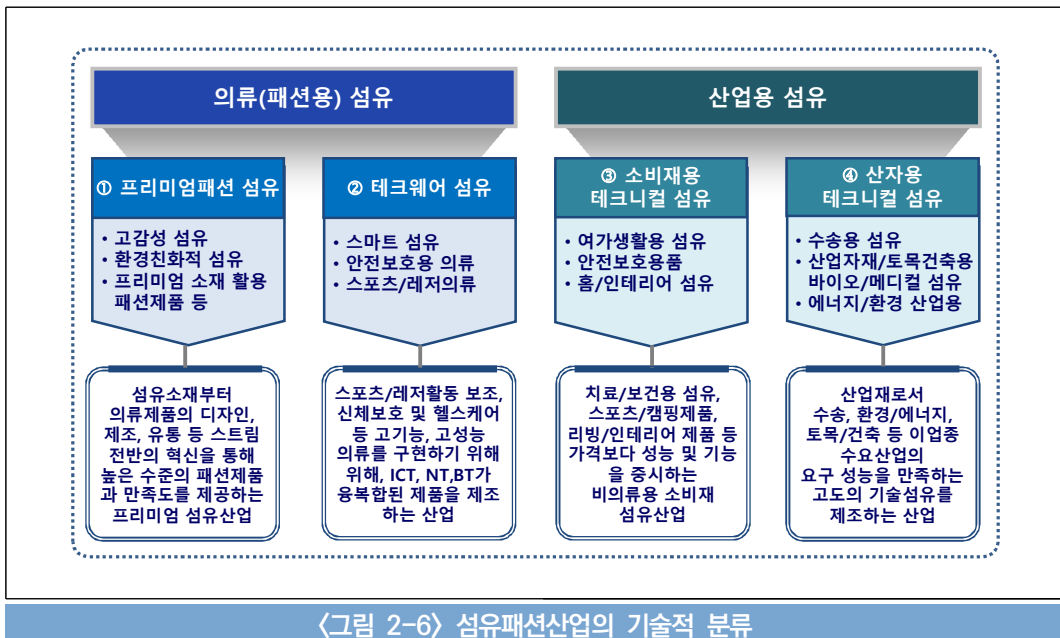 의류(패션용) 섬유
산업용 섬유
① 프리미엄패션 섬유
• 고감성 섬유
• 환경친화적 섬유
• 프리미엄 소재 활용
패션제품 등
섬유소재부터
의류제품의 디자인,
제조, 유통 등 스트림
전반의 혁신을 통해
높은 수준의 패션제품
과 만족도를 제공하는
프리미엄 섬유산업
② 테크웨어 섬유
• 스마트 섬유
• 안전보호용 의류
• 스포츠/레저의류
스포츠/레저활동 보조,
신체보호 및 헬스케어
등 고기능, 고성능
의류를 구현하기 위해
위해, ICT, NT,BT가
융복합된 제품을 제조
하는 산업
③ 소비재용
테크니컬 섬유
• 여가생활용 섬유
• 안전보호용품
• 홈/인테리어 섬유
치료/보건용 섬유,
스포츠/캠핑제품,
리빙/인테리어 제품 등
가격보다 성능 및 기능
을 중시하는
비의류용 소비재
섬유산업
④ 산자용
테크니컬 섬유
• 수송용 섬유
• 산업자재/토목건축용
바이오/메디컬 섬유
• 에너지/환경 산업용
산업재로서
수송, 환경/에너지,
토목/건축 등 이업종
수요산업의
요구 성능을 만족하는
고도의 기술섬유를
제조하는 산업
〈그림 2-6〉 섬유패션산업의 기술적 분류